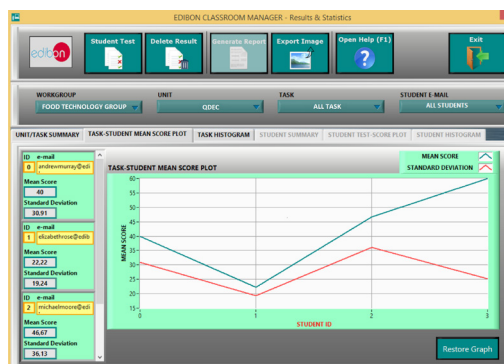 EDIBON CLASSROOM MANAGER - Results & Statistics
edibon
Student Test
Delete Result
Generate Report
Export Image
Open Help (F1)
Exit
WORKGROUP
UNIT
TASK
STUDENT E-MAIL
FOOD TECHNOLOGY GROUP
QDEC
ALL TASK
ALL STUDENTS
UNIT/TASK SUMMARY
TASK-STUDENT MEAN SCORE PLOT
TASK HISTOGRAM
STUDENT SUMMARY
STUDENT TEST-SCORE PLOT
STUDENT HISTOGRAM
ID e-mail
0 andrewmurray@edi
Mean Score
40
Standard Deviation
30,91
ID e-mail
1 elizabethrose@edib
Mean Score
22,22
Standard Deviation
19,24
ID e-mail
2 michaelmoore@edi
Mean Score
46,67
Standard Deviation
36,13
TASK-STUDENT MEAN SCORE PLOT
MEAN SCORE
STANDARD DEVIATION
MEAN SCORE
60
55
50
45
40
35
30
25
20
15
0
1
2
3
STUDENT ID
Restore Graph